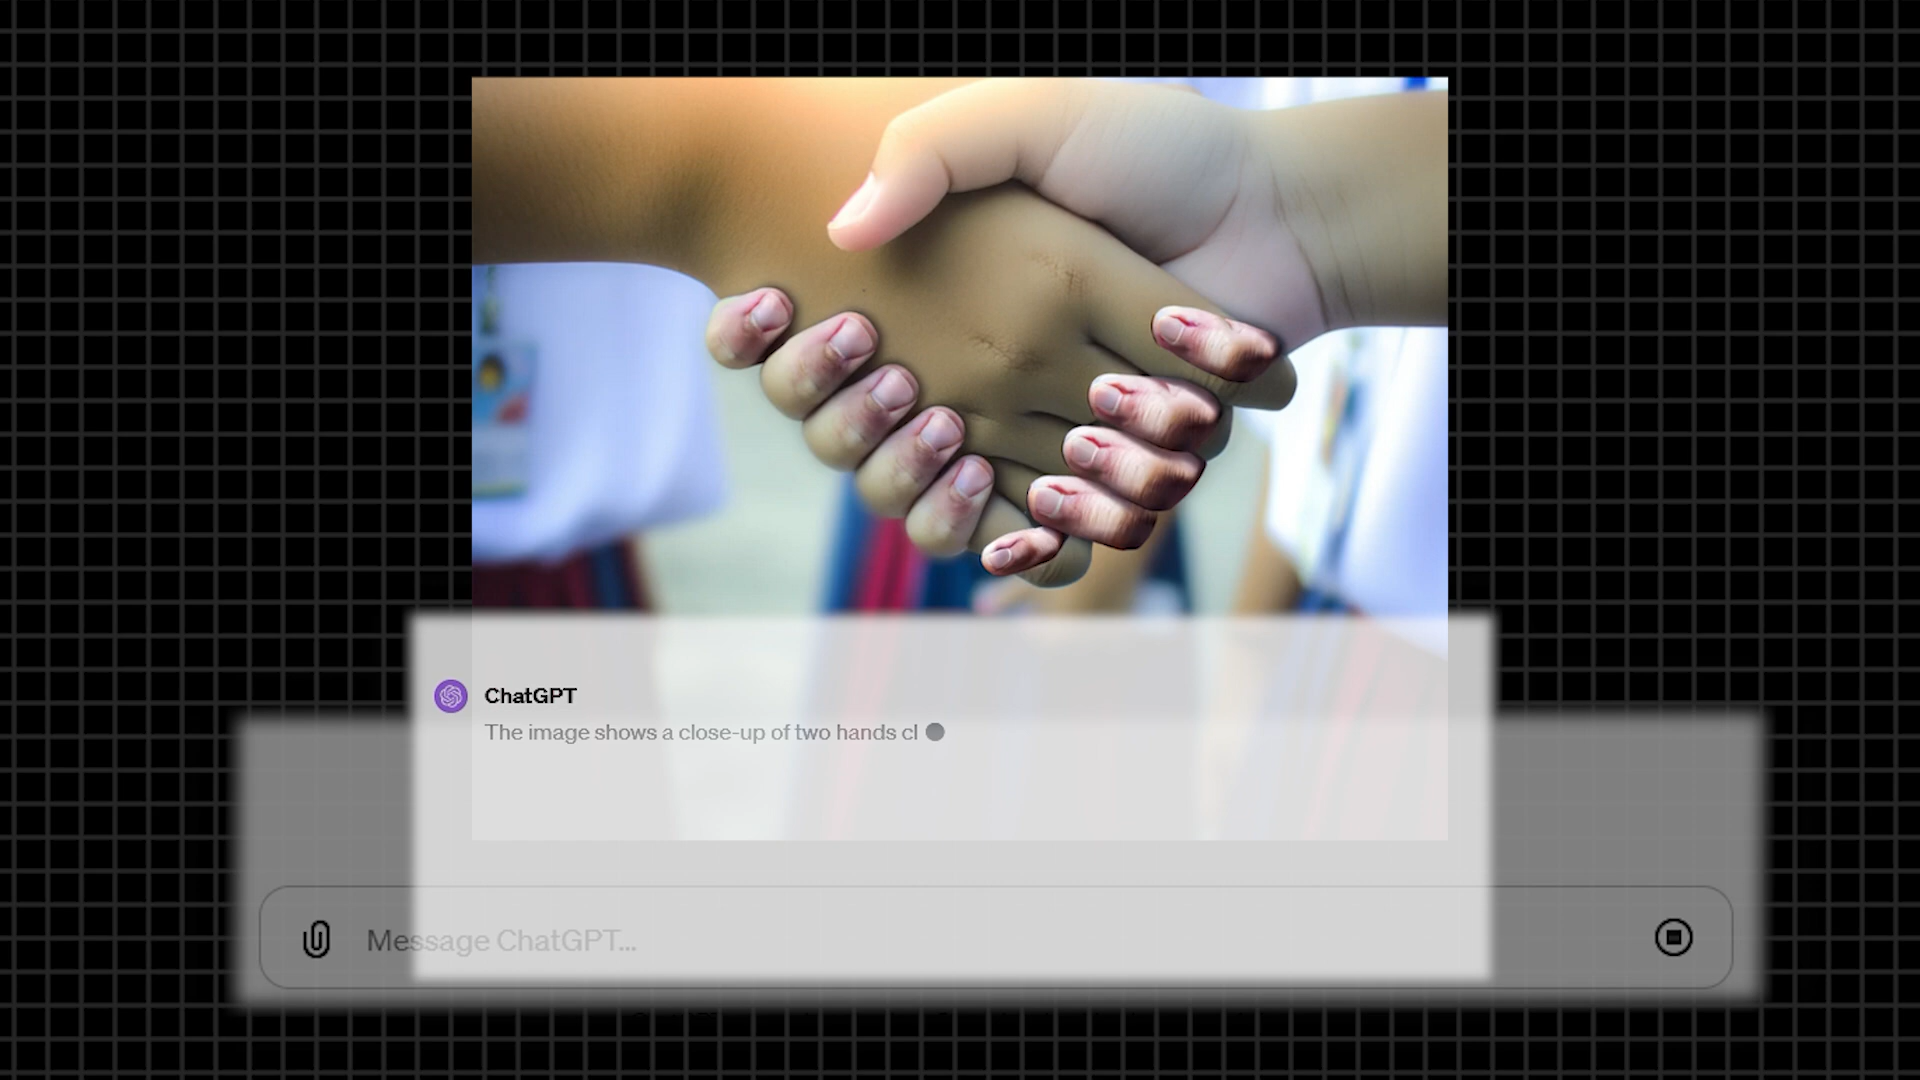 ChatGPT
The image shows a close-up of two hands cl
Message ChatGPT...